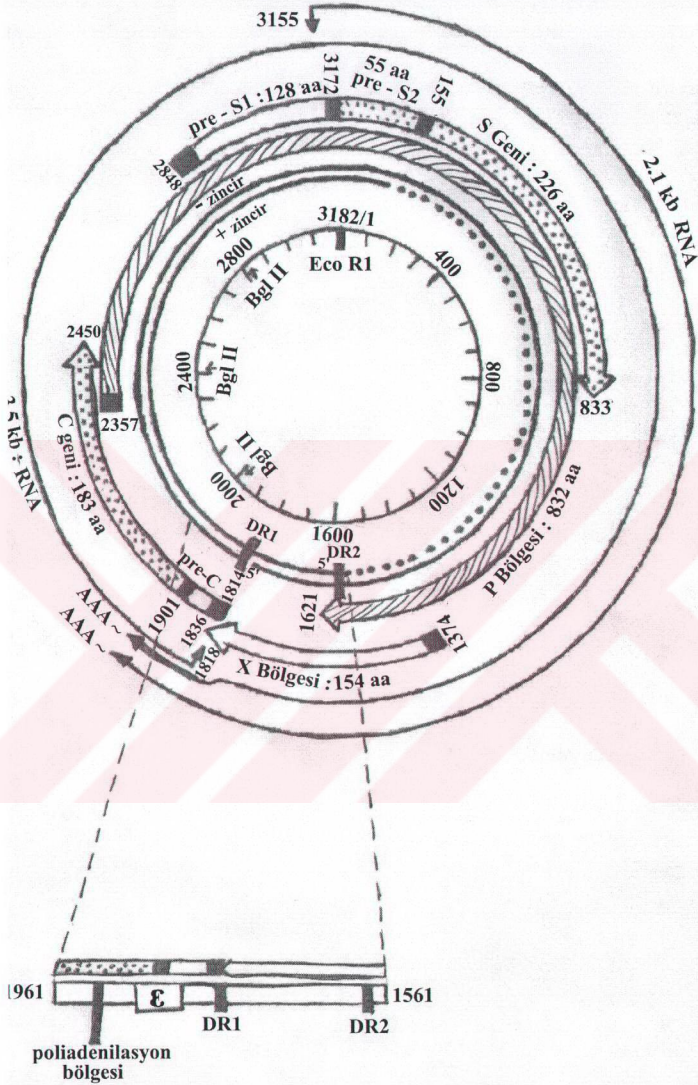 3155
3172
55 aa
pre - S2
155
pre - S1 :128 aa
S Geni : 226 aa
2.1 kb RNA
2848
- zincir
+ zincir
3182/1
Eco R1
2800
Bgl II
400
2450
2400
Bgl II
800
833
2357
C geni : 183 aa
kb RNA
Bgl II
2000
1200
1600
DR1
5'
DR2
P Bölgesi : 832 aa
pre-C
1814
1621
1374
1901
1836
1818
X Bölgesi :154 aa
AAA~
AAA~
1961
ε
1561
DR1
DR2
poliadenilasyon
bölgesi